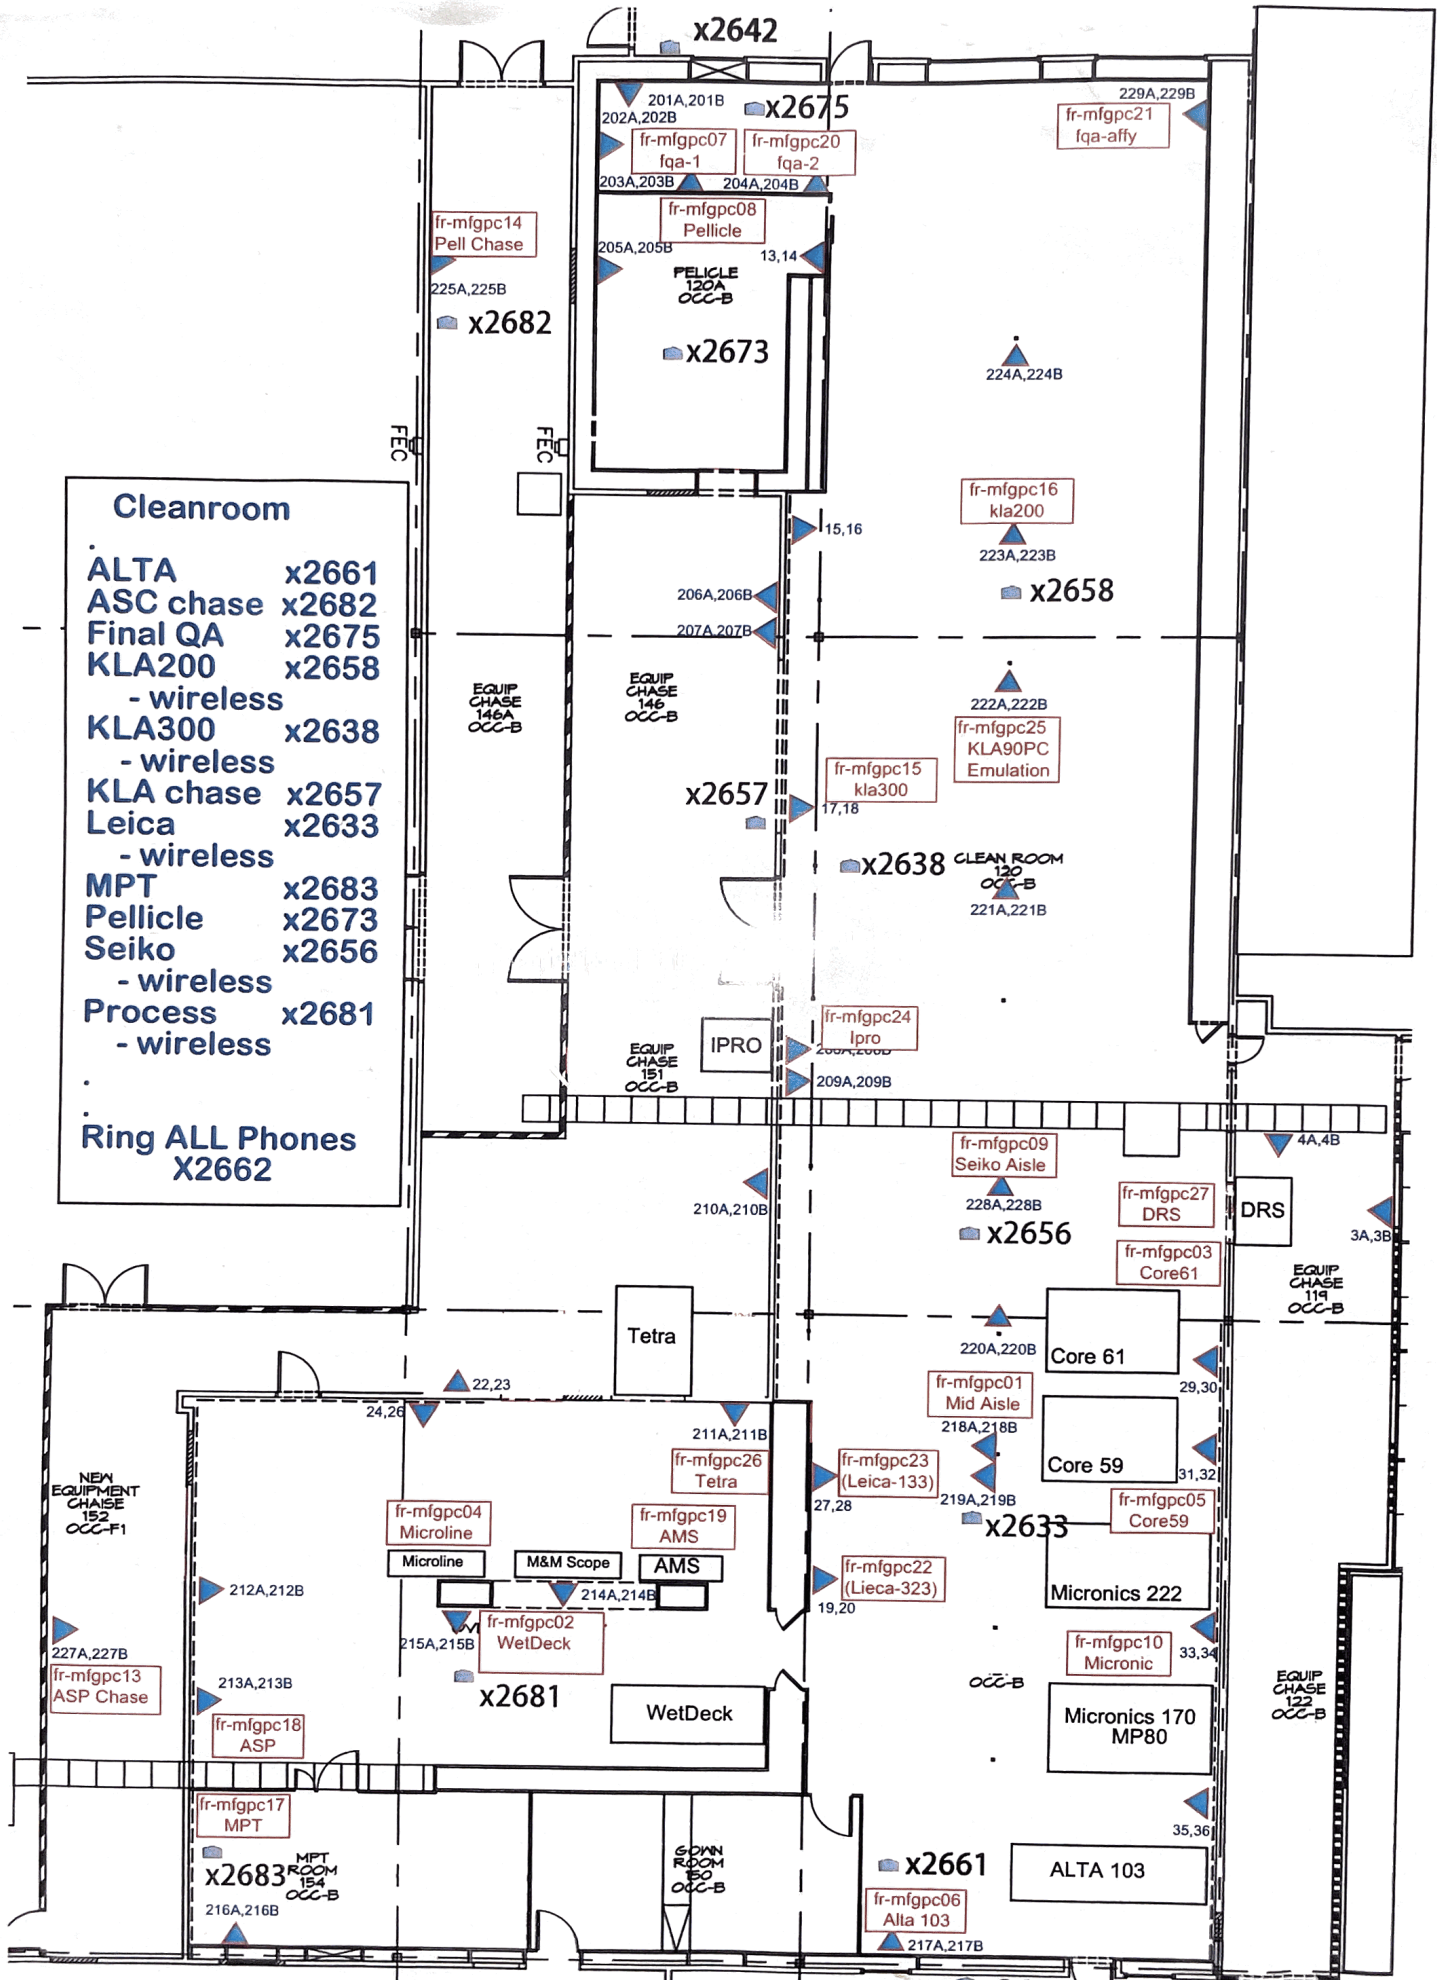 x2642
201A,201B
x2675
229A,229B
202A,202B
fr-mfgpc07
fqa-1
fr-mfgpc20
fqa-2
fr-mfgpc21
fqa-affy
203A,203B
204A,204B
fr-mfgpc08
Pellicle
fr-mfgpc14
Pell Chase
205A,205B
13,14
PELICLE
120A
OCC-B
225A,225B
x2682
x2673
224A,224B
FEC
FEC
Cleanroom
.
ALTA x2661
ASC chase x2682
Final QA x2675
KLA200 x2658
- wireless
KLA300 x2638
- wireless
KLA chase x2657
Leica x2633
- wireless
MPT x2683
Pellicle x2673
Seiko x2656
- wireless
Process x2681
- wireless
.
.
Ring ALL Phones
X2662
fr-mfgpc16
kla200
15,16
223A,223B
x2658
206A,206B
207A,207B
EQUIP
CHASE
146A
OCC-B
EQUIP
CHASE
146
OCC-B
222A,222B
fr-mfgpc25
KLA90PC
Emulation
fr-mfgpc15
kla300
x2657
17,18
x2638
CLEAN ROOM
120
OCC-B
221A,221B
fr-mfgpc24
Ipro
IPRO
EQUIP
CHASE
151
OCC-B
209A,209B
fr-mfgpc09
Seiko Aisle
4A,4B
210A,210B
228A,228B
fr-mfgpc27
DRS
DRS
3A,3B
x2656
fr-mfgpc03
Core61
EQUIP
CHASE
119
OCC-B
Tetra
220A,220B
Core 61
22,23
29,30
fr-mfgpc01
Mid Aisle
24,26
211A,211B
218A,218B
fr-mfgpc26
Tetra
fr-mfgpc23
(Leica-133)
Core 59
31,32
NEW
EQUIPMENT
CHAISE
152
OCC-F1
27,28
219A,219B
fr-mfgpc05
Core59
fr-mfgpc04
Microline
fr-mfgpc19
AMS
x2633
Microline
M&M Scope
AMS
fr-mfgpc22
(Lieca-323)
Micronics 222
212A,212B
214A,214B
19,20
215A,215B
fr-mfgpc02
WetDeck
227A,227B
fr-mfgpc13
ASP Chase
fr-mfgpc10
Micronic
33,34
213A,213B
x2681
OCC-B
EQUIP
CHASE
122
OCC-B
fr-mfgpc18
ASP
WetDeck
Micronics 170
MP80
fr-mfgpc17
MPT
35,36
x2683
MPT
ROOM
154
OCC-B
GOWN
ROOM
150
OCC-B
x2661
ALTA 103
fr-mfgpc06
Alta 103
216A,216B
217A,217B